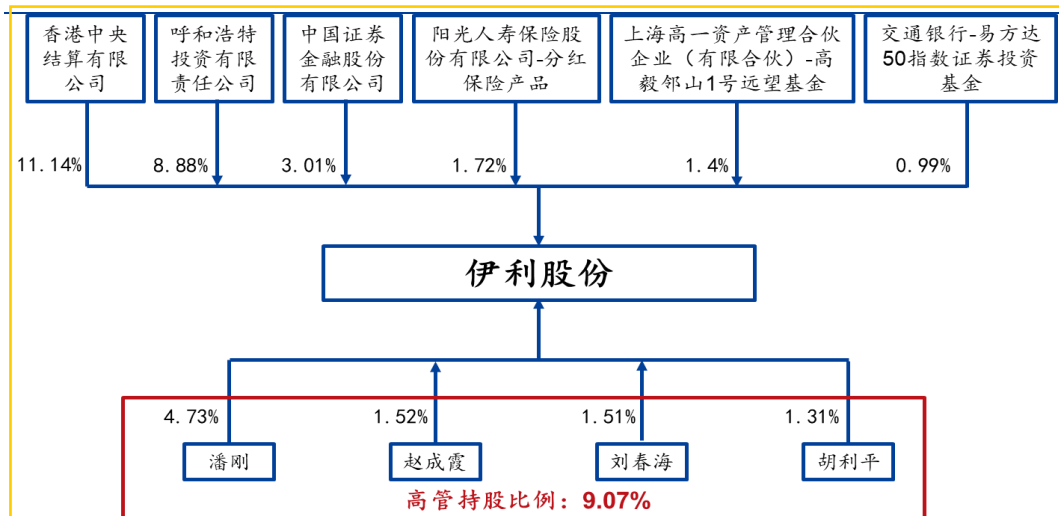 香港中央
结算有限
公司
呼和浩特
投资有限
责任公司
中国证券
金融股份
有限公司
阳光人寿保险股
份有限公司-分红
保险产品
上海高一资产管理合伙
企业（有限合伙）-高
毅邻山1号远望基金
交通银行-易方达
50指数证券投资
基金
11.14%
8.88%
3.01%
1.72%
1.4%
0.99%
伊利股份
4.73%
1.52%
1.51%
1.31%
潘刚
赵成霞
刘春海
胡利平
高管持股比例：9.07%